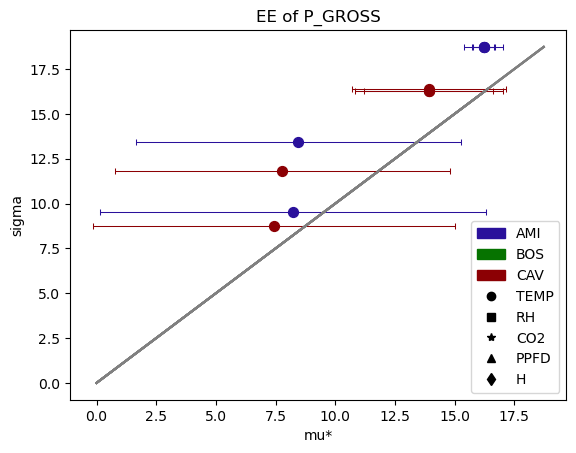 EE of P_GROSS
sigma
17.5
15.0
12.5
10.0
7.5
5.0
2.5
0.0
AMI
BOS
CAV
TEMP
RH
CO2
PPFD
H
0.0 2.5 5.0 7.5 10.0 12.5 15.0 17.5
mu*